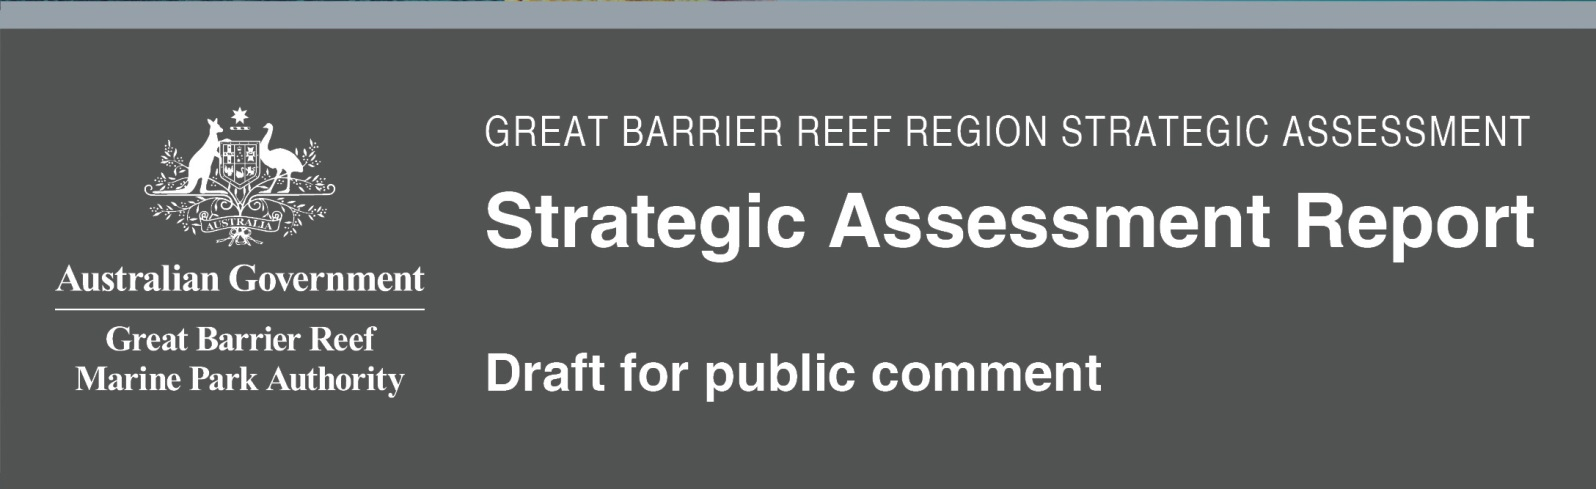 AUSTRALIA
Australian Government
Great Barrier Reef
Marine Park Authority
GREAT BARRIER REEF REGION STRATEGIC ASSESSMENT
Strategic Assessment Report
Draft for public comment